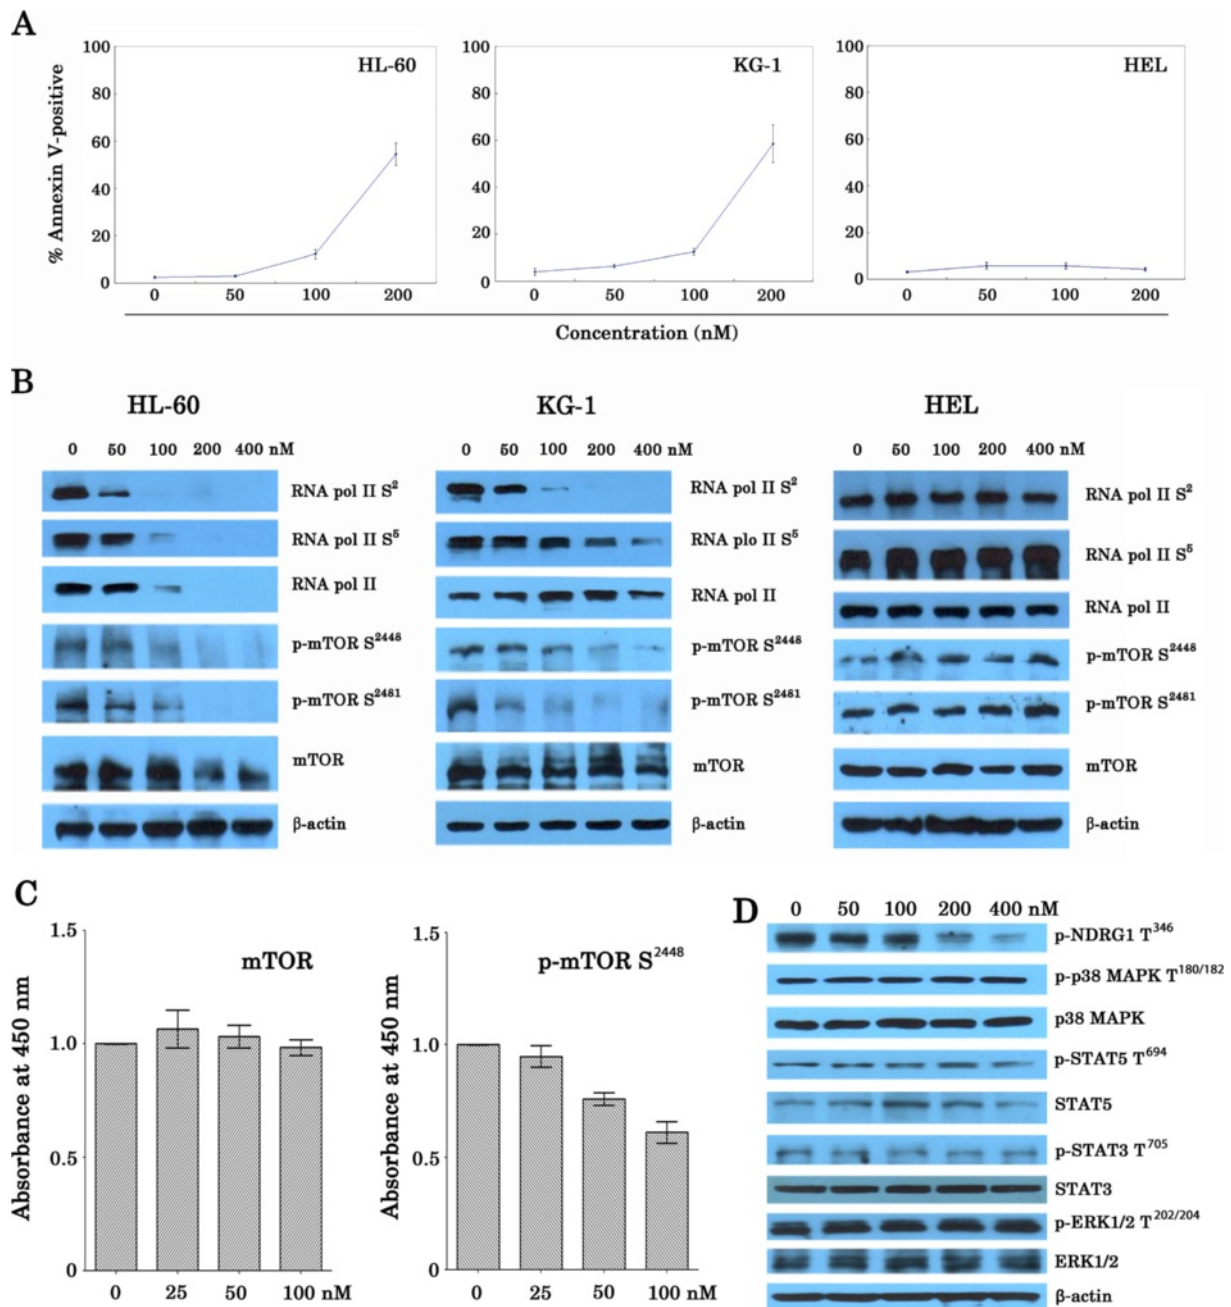 A
100 HL-60
80
60
40
20
0
0 50 100 200
% Annexin V-positive
100 KG-1
80
60
40
20
0
0 50 100 200
100 HEL
80
60
40
20
0
0 50 100 200
Concentration (nM)
B
HL-60
0 50 100 200 400 nM
RNA pol II S²
RNA pol II S⁵
RNA pol II
p-mTOR S²⁴⁴⁸
p-mTOR S²⁴⁸¹
mTOR
β-actin
KG-1
0 50 100 200 400 nM
RNA pol II S²
RNA plo II S⁵
RNA pol II
p-mTOR S²⁴⁴⁸
p-mTOR S²⁴⁸¹
mTOR
β-actin
HEL
0 50 100 200 400 nM
RNA pol II S²
RNA pol II S⁵
RNA pol II
p-mTOR S²⁴⁴⁸
p-mTOR S²⁴⁸¹
mTOR
β-actin
C
mTOR
Absorbance at 450 nm
1.5
1.0
0.5
0
0 25 50 100 nM
p-mTOR S²⁴⁴⁸
Absorbance at 450 nm
1.5
1.0
0.5
0
0 25 50 100 nM
D
0 50 100 200 400 nM
p-NDRG1 T³⁴⁶
p-p38 MAPK T¹⁸⁰/¹⁸²
p38 MAPK
p-STAT5 T⁶⁹⁴
STAT5
p-STAT3 T⁷⁰⁵
STAT3
p-ERK1/2 T²⁰²/²⁰⁴
ERK1/2
β-actin